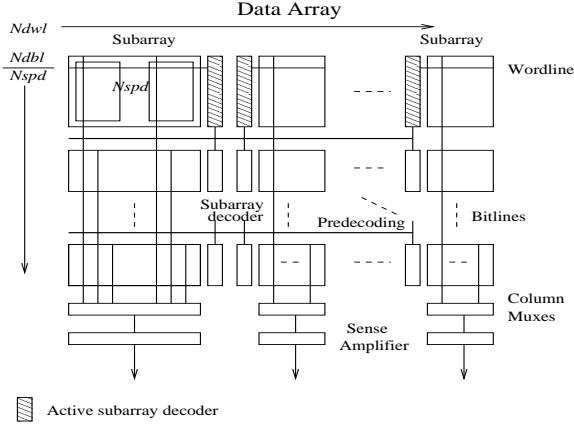 Data Array
Ndwl
Subarray
Subarray
Ndbl
Nspd
Nspd
Wordline
Subarray
decoder
Predecoding
Bitlines
Column
Muxes
Sense
Amplifier
Active subarray decoder